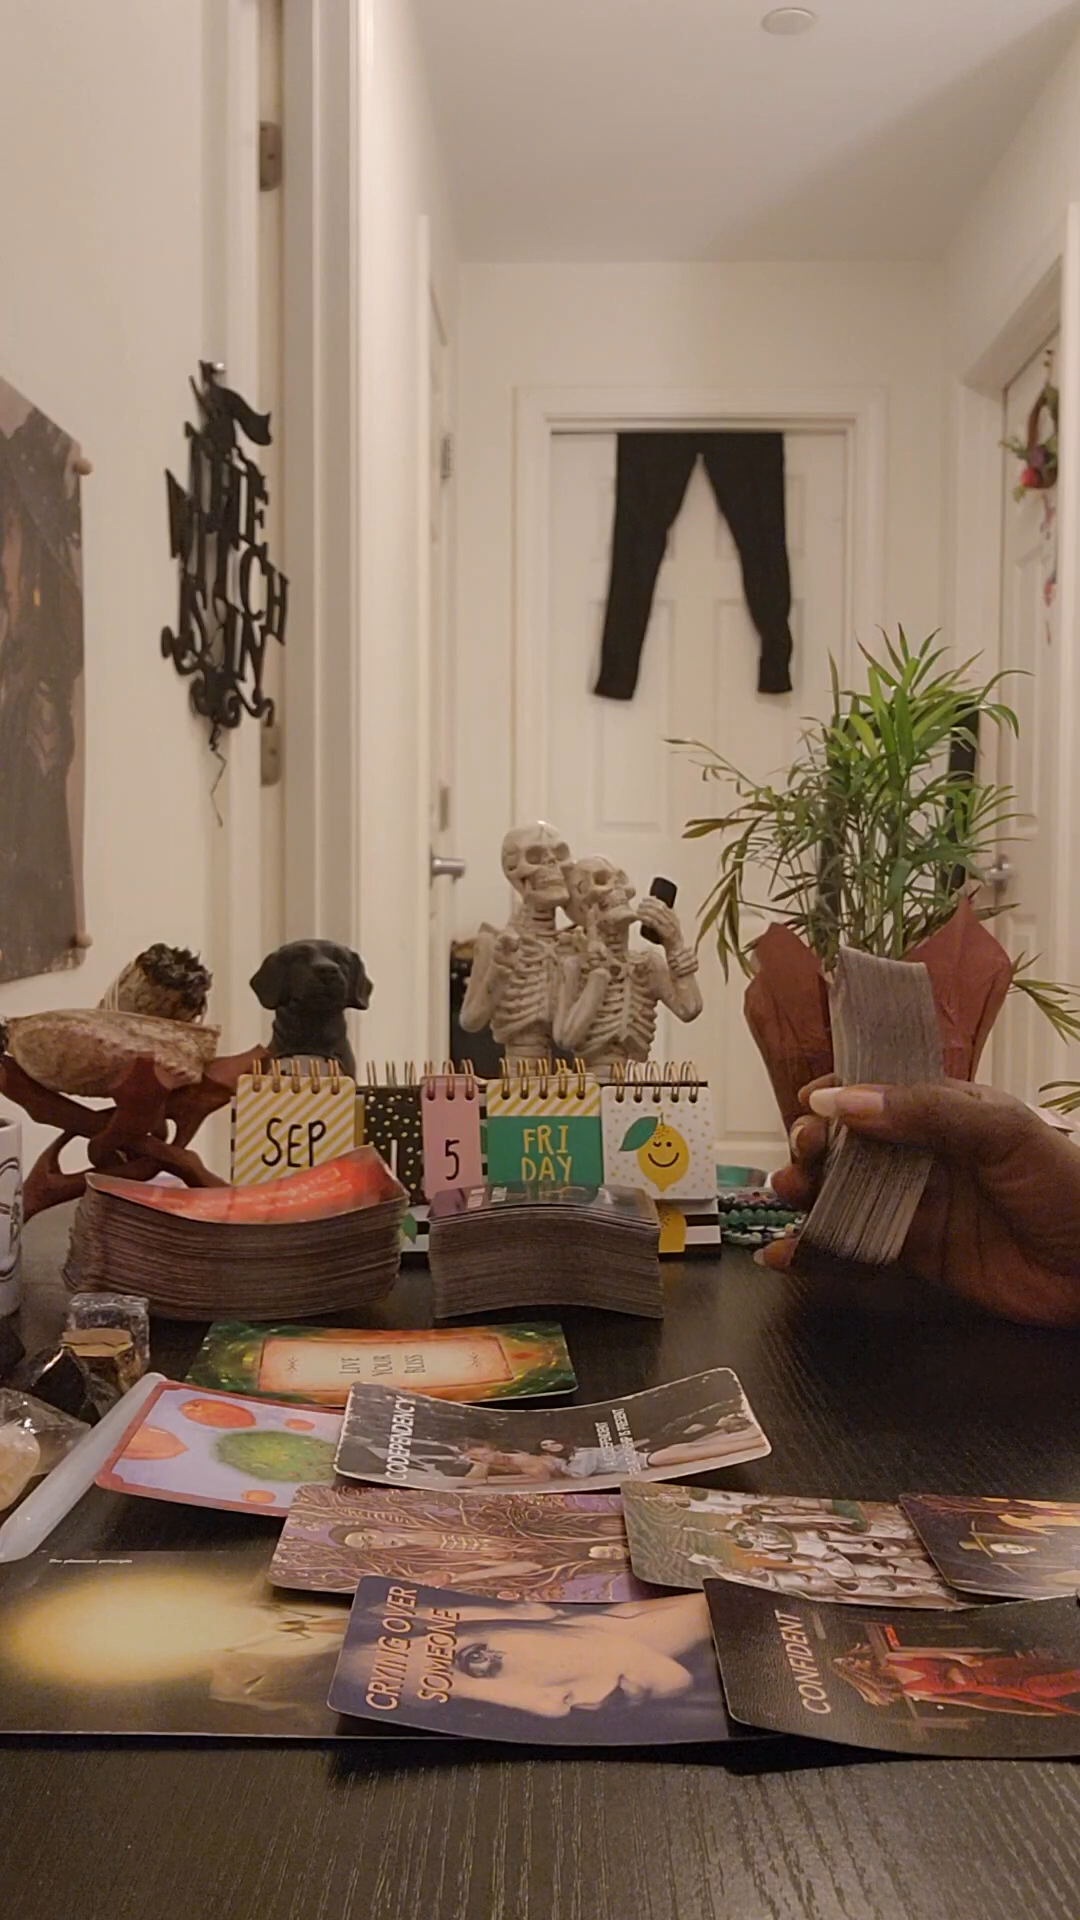 THE
WITCH
IS IN
SEP
5
FRI
DAY
LIVE
YOUR
BLISS
CODEPENDENCY
CRYING OVER
SOMEONE
CONFIDENT